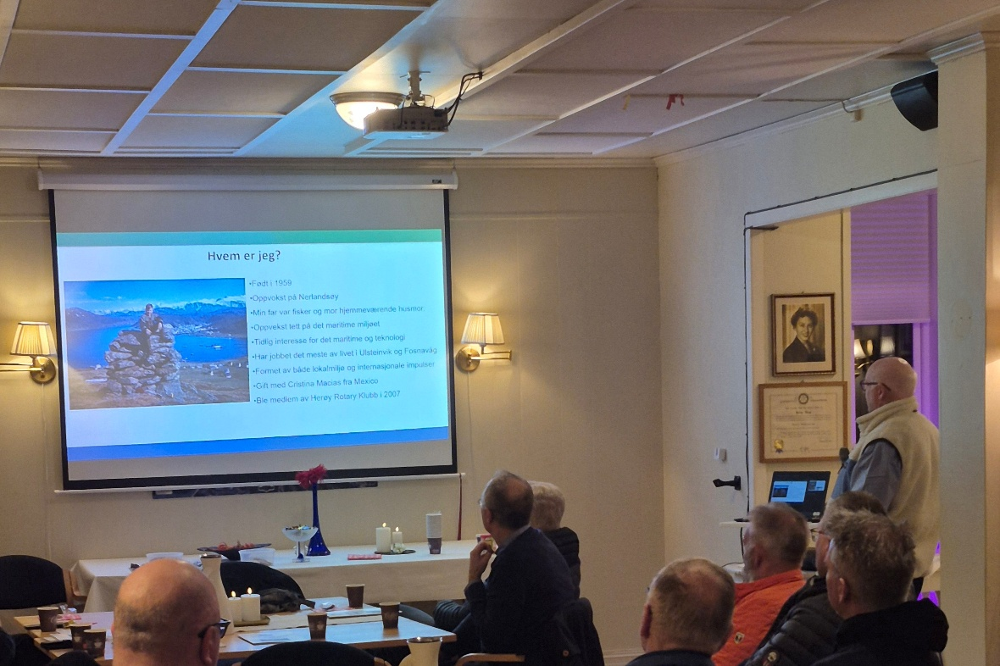 Hvem er jeg?
•Født i 1959
•Oppvokst på Nerlandsøy
•Min far var fisker og mor hjemmeværende husmor
•Oppvekst tett på det maritime miljøet
•Tidlig interesse for det maritime og teknologi
•Har jobbet det meste av livet i Ulsteinvik og Fosnavåg
•Formet av både lokalmiljø og internasjonale impulser
•Gift med Cristina Macias fra Mexico
•Ble medlem av Herøy Rotary Klubb i 2007